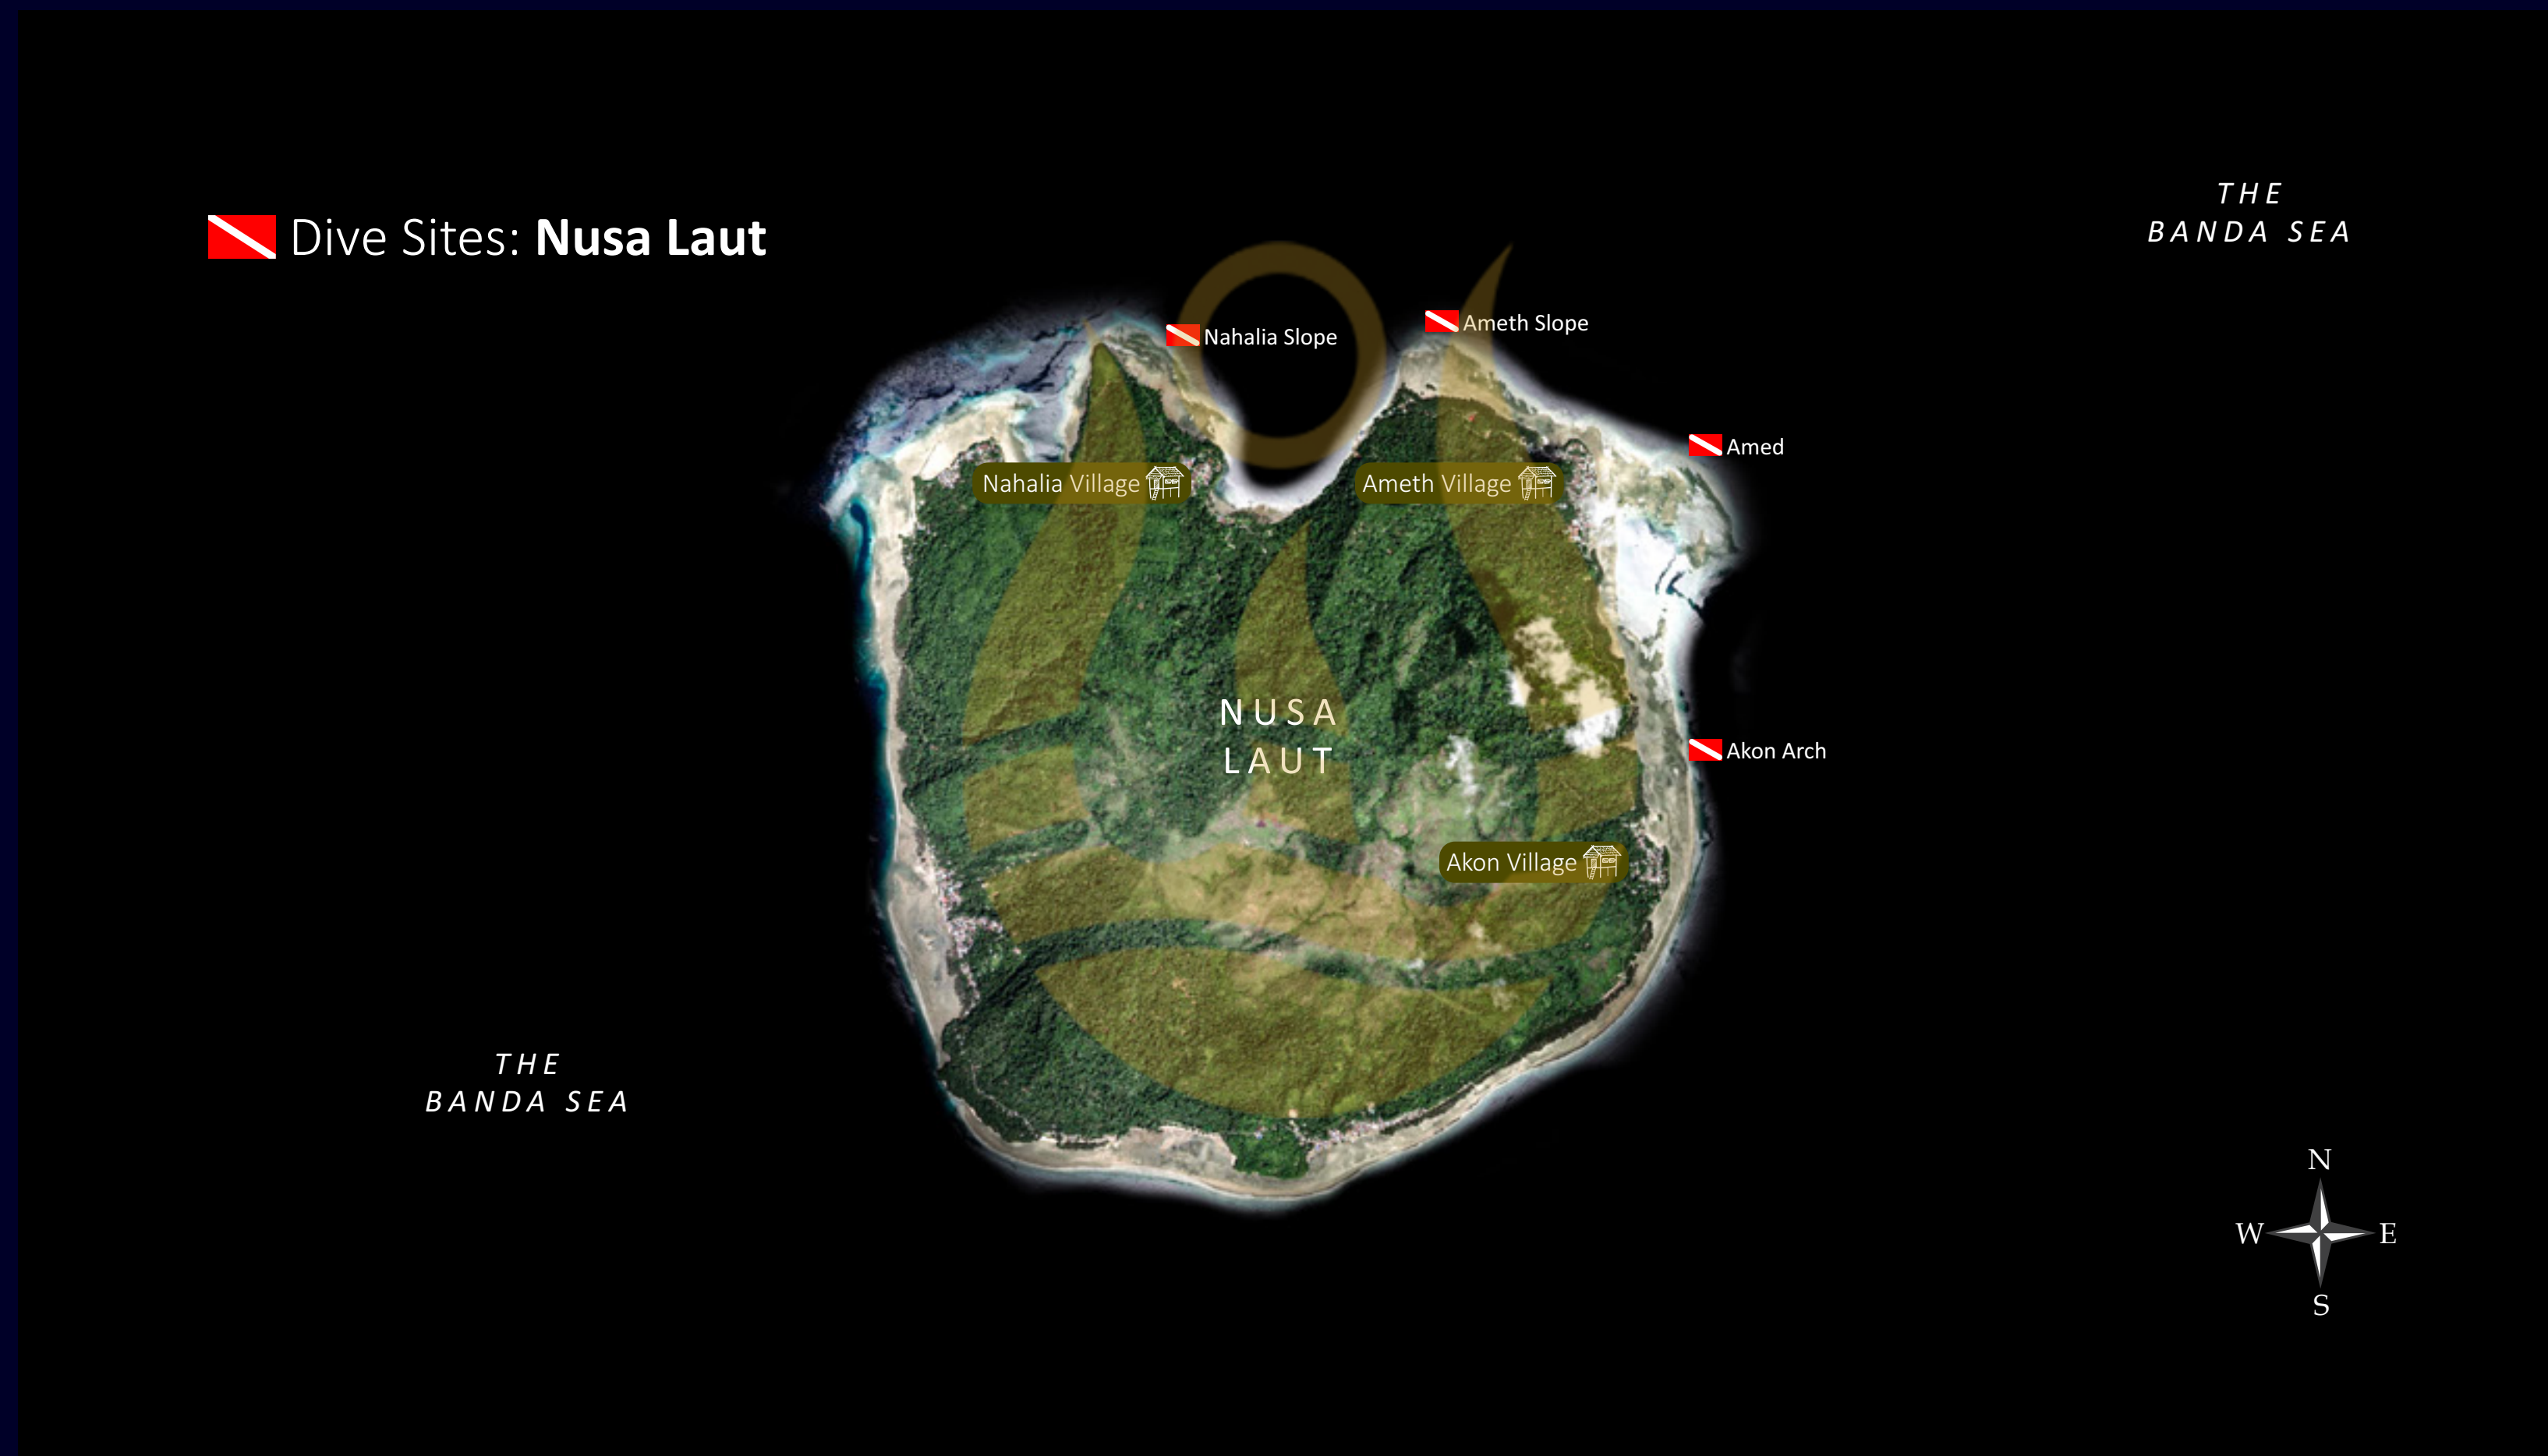 Dive Sites: Nusa Laut
THE
BANDA SEA
Nahalia Slope
Ameth Slope
Amed
Nahalia Village
Ameth Village
NUSA
LAUT
Akon Arch
Akon Village
THE
BANDA SEA
N
W
E
S